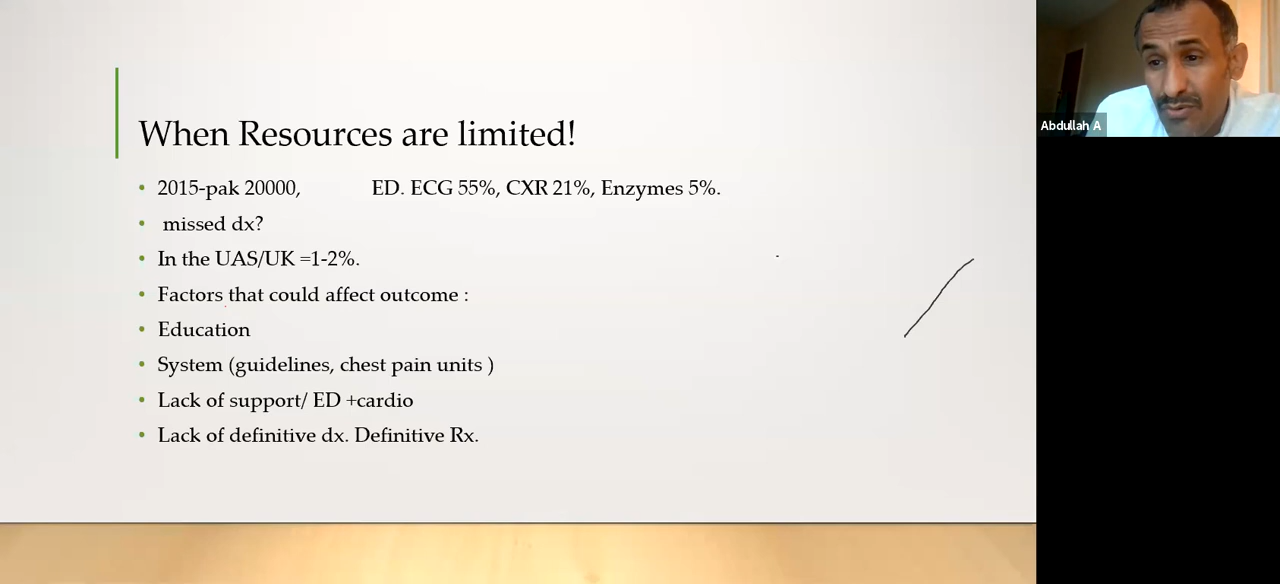 When Resources are limited!
2015-pak 20000, ED. ECG 55%, CXR 21%, Enzymes 5%.
missed dx?
In the UAS/UK =1-2%.
Factors that could affect outcome :
Education
System (guidelines, chest pain units )
Lack of support/ ED +cardio
Lack of definitive dx. Definitive Rx.
Abdullah A